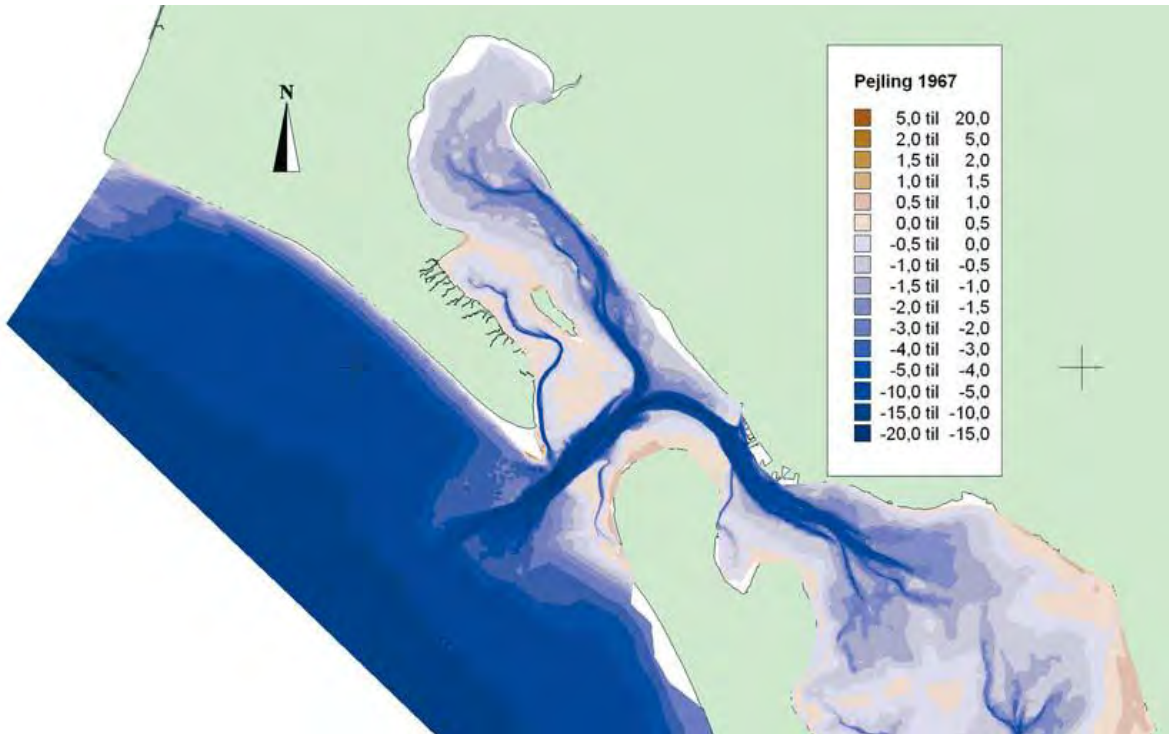 N
Pejling 1967
5,0 til 20,0
2,0 til 5,0
1,5 til 2,0
1,0 til 1,5
0,5 til 1,0
0,0 til 0,5
-0,5 til 0,0
-1,0 til -0,5
-1,5 til -1,0
-2,0 til -1,5
-3,0 til -2,0
-4,0 til -3,0
-5,0 til -4,0
-10,0 til -5,0
-15,0 til -10,0
-20,0 til -15,0